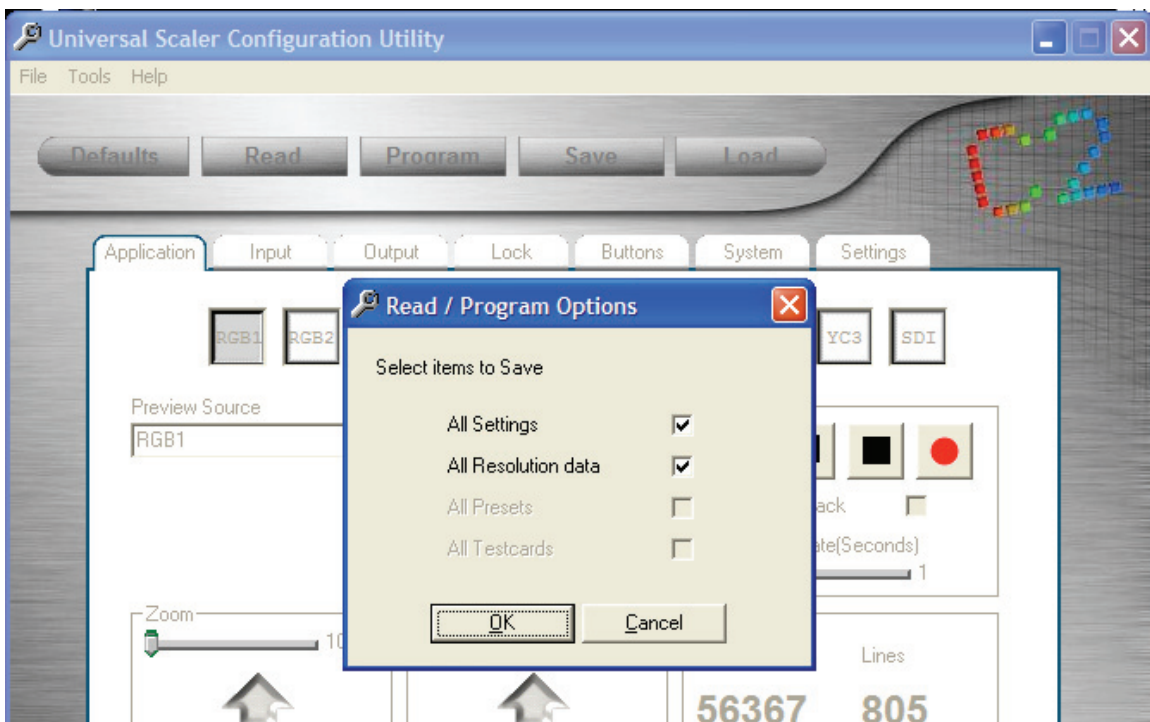 Universal Scaler Configuration Utility
File Tools Help
Defaults Read Program Save Load
C2
Application Input Output Lock Buttons System Settings
RGB1 RGB2 YC3 SDI
Read / Program Options
Select items to Save
All Settings
All Resolution data
All Presets
All Testcards
OK Cancel
Preview Source
RGB1
ack
ate(Seconds)
1
Zoom
10
Lines
56367 805